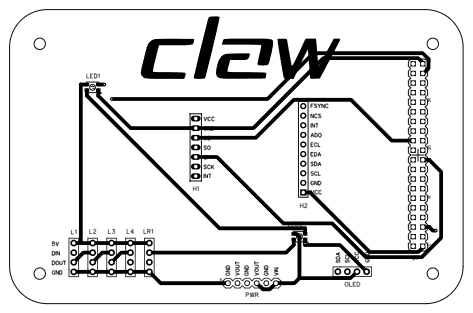 claw
LED1
VCC
SO
SCK
INT
H1
FSYNC
NCS
INT
ADO
ECL
EDA
SDA
SCL
GND
VCC
H2
L1 L2 L3 L4 LR1
5V
DIN
DOUT
GND
GND VOUT GND VOUT GND VIN
PWR
SDA
OLED